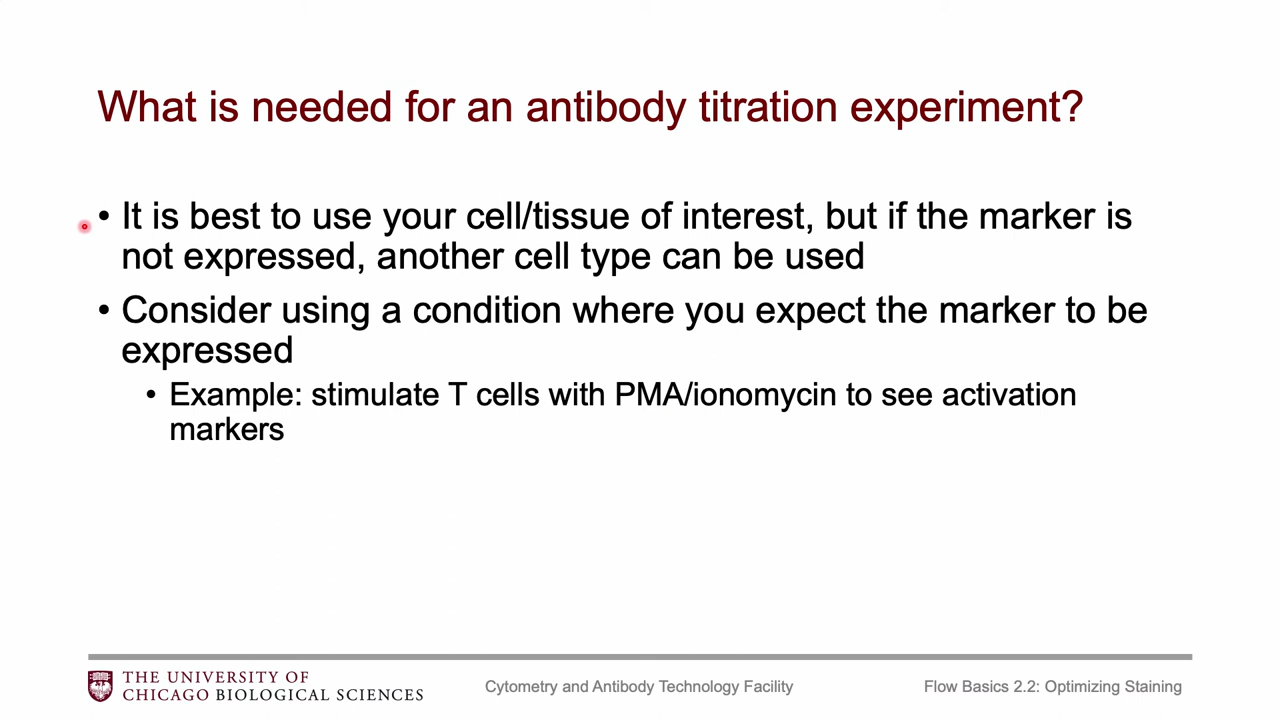 What is needed for an antibody titration experiment?
• It is best to use your cell/tissue of interest, but if the marker is
not expressed, another cell type can be used
• Consider using a condition where you expect the marker to be
expressed
• Example: stimulate T cells with PMA/ionomycin to see activation
markers
THE UNIVERSITY OF
CHICAGO BIOLOGICAL SCIENCES
Cytometry and Antibody Technology Facility
Flow Basics 2.2: Optimizing Staining